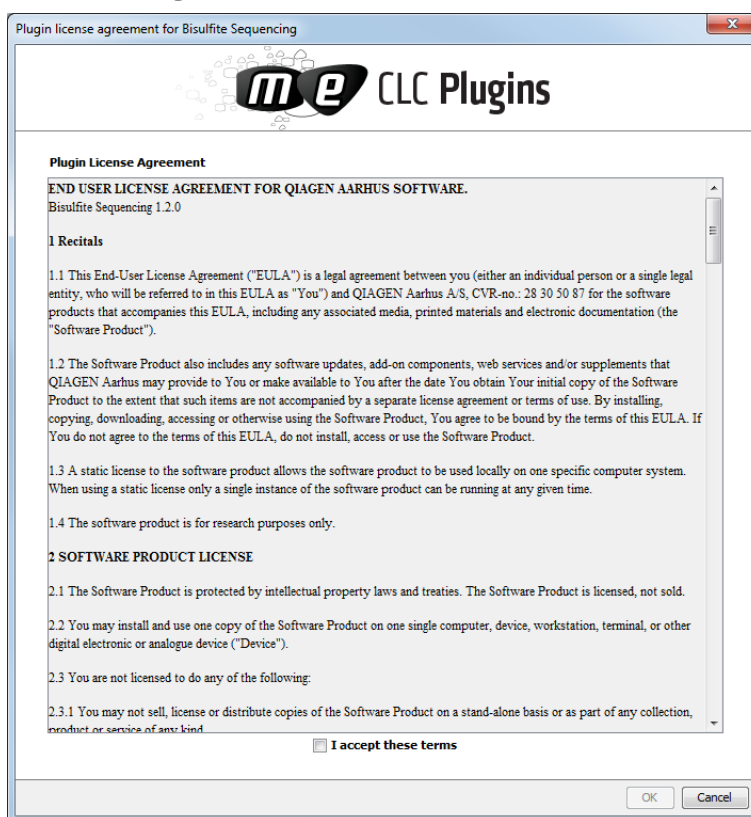 Plugin license agreement for Bisulfite Sequencing
me CLC Plugins
Plugin License Agreement
END USER LICENSE AGREEMENT FOR QIAGEN AARHUS SOFTWARE.
Bisulfite Sequencing 1.2.0
1 Recitals
1.1 This End-User License Agreement ("EULA") is a legal agreement between you (either an individual person or a single legal
entity, who will be referred to in this EULA as "You") and QIAGEN Aarhus A/S, CVR-no.: 28 30 50 87 for the software
products that accompanies this EULA, including any associated media, printed materials and electronic documentation (the
"Software Product").
1.2 The Software Product also includes any software updates, add-on components, web services and/or supplements that
QIAGEN Aarhus may provide to You or make available to You after the date You obtain Your initial copy of the Software
Product to the extent that such items are not accompanied by a separate license agreement or terms of use. By installing,
copying, downloading, accessing or otherwise using the Software Product, You agree to be bound by the terms of this EULA. If
You do not agree to the terms of this EULA, do not install, access or use the Software Product.
1.3 A static license to the software product allows the software product to be used locally on one specific computer system.
When using a static license only a single instance of the software product can be running at any given time.
1.4 The software product is for research purposes only.
2 SOFTWARE PRODUCT LICENSE
2.1 The Software Product is protected by intellectual property laws and treaties. The Software Product is licensed, not sold.
2.2 You may install and use one copy of the Software Product on one single computer, device, workstation, terminal, or other
digital electronic or analogue device ("Device").
2.3 You are not licensed to do any of the following:
2.3.1 You may not sell, license or distribute copies of the Software Product on a stand-alone basis or as part of any collection,
product or service of any kind
I accept these terms
OK Cancel